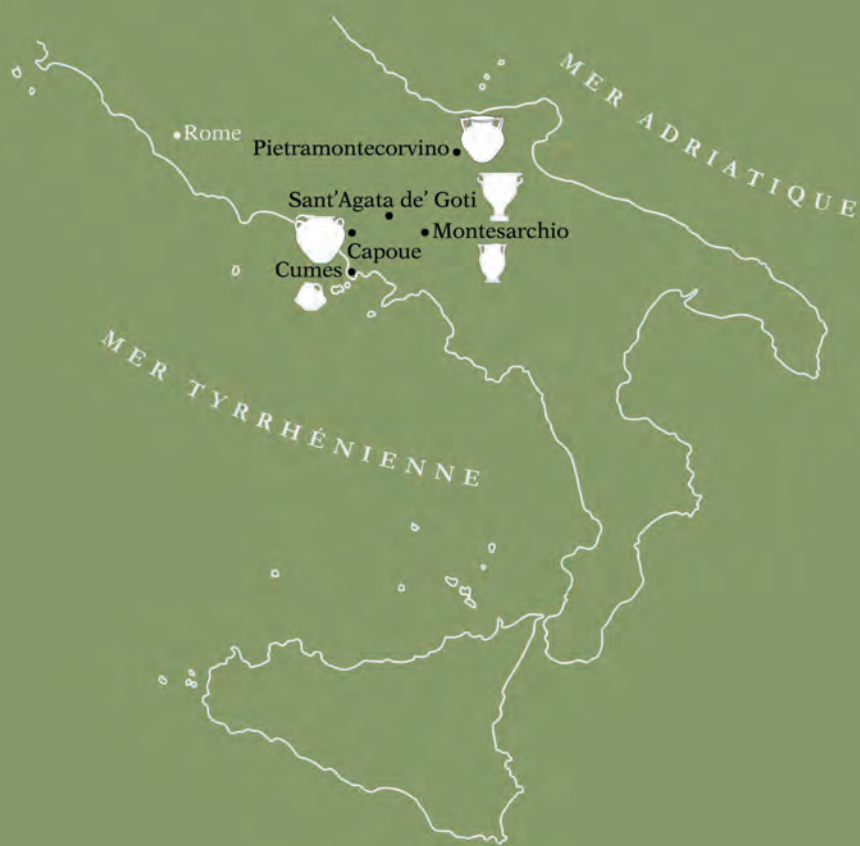 MER ADRIATIQUE
Rome
Pietramontecorvino
Sant'Agata de' Goti
Montesarchio
Capoue
Cumes
MER TYRRHÉNIENNE